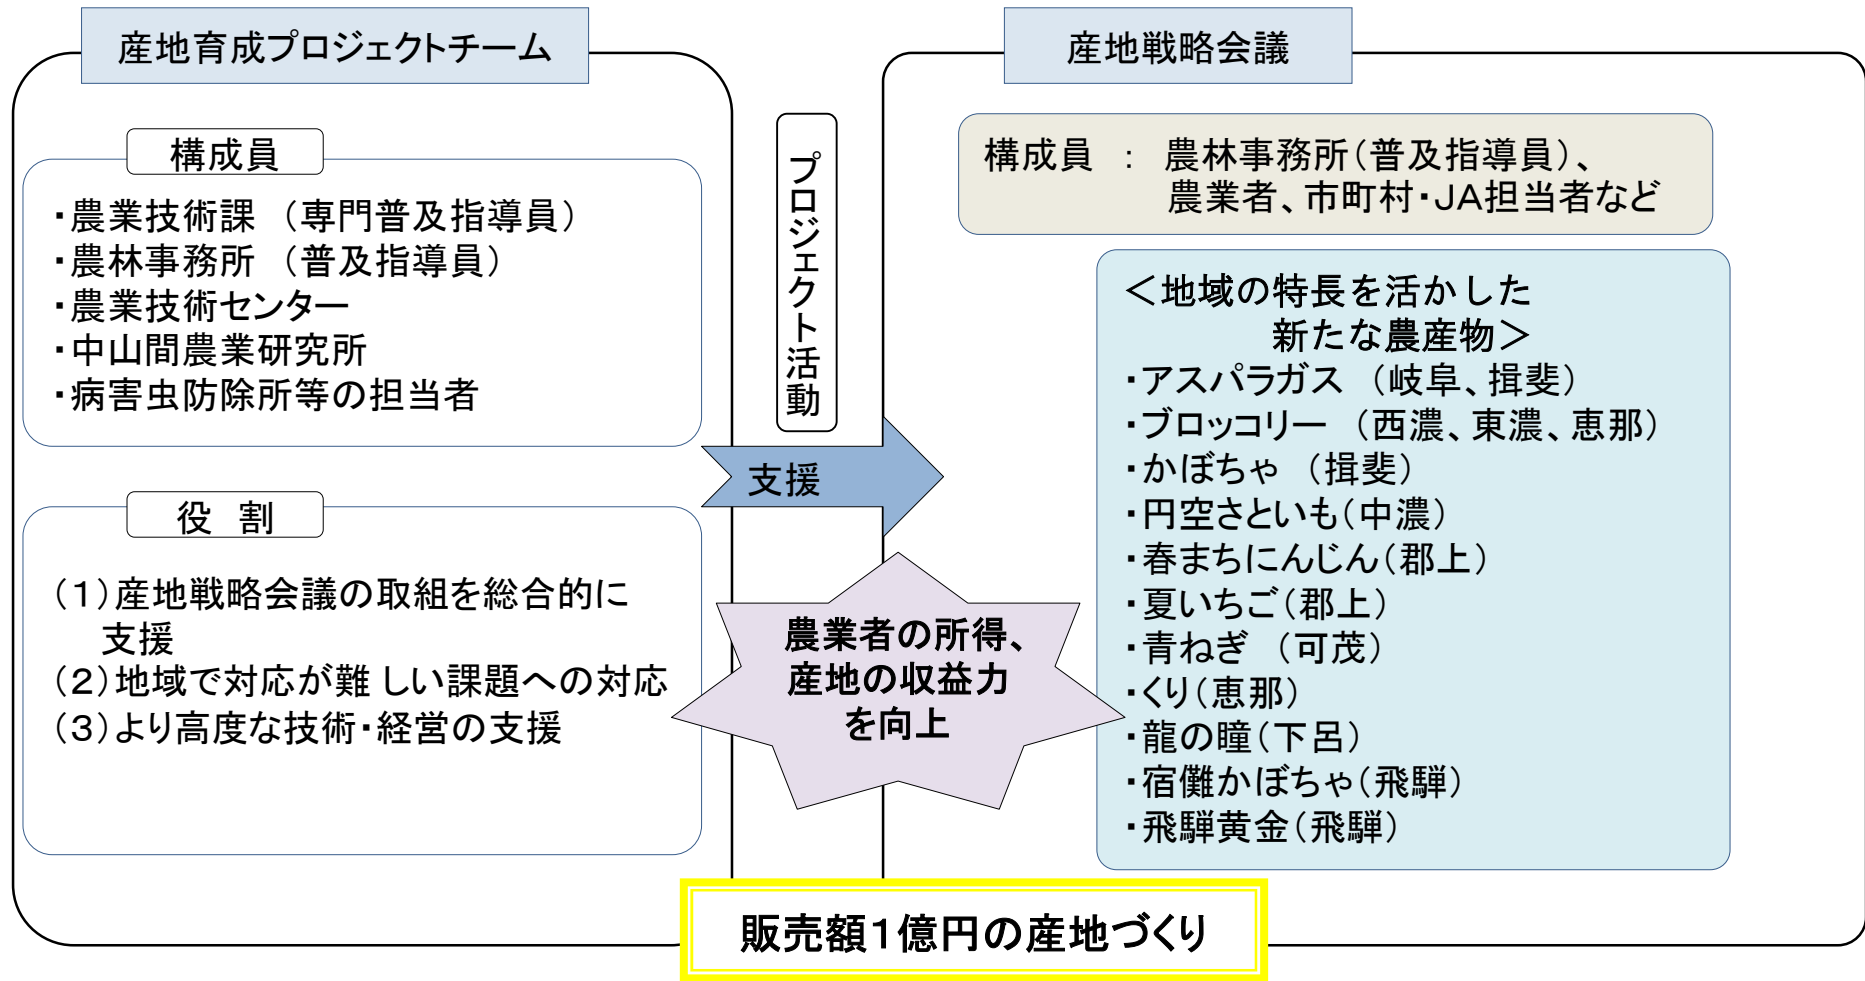 産地育成プロジェクトチーム
構成員
・農業技術課　（専門普及指導員）
・農林事務所　（普及指導員）
・農業技術センター
・中山間農業研究所
・病害虫防除所等の担当者
役　割
（１）産地戦略会議の取組を総合的に
支援
（２）地域で対応が難 しい課題への対応
（３）より高度な技術・経営の支援
プロジェクト活動
支援
農業者の所得、
産地の収益力
を向上
産地戦略会議
構成員　：　農林事務所（普及指導員）、
農業者、市町村・JA担当者など
＜地域の特長を活かした
新たな農産物＞
・アスパラガス　（岐阜、揖斐）
・ブロッコリー　（西濃、東濃、恵那）
・かぼちゃ　（揖斐）
・円空さといも（中濃）
・春まちにんじん（郡上）
・夏いちご（郡上）
・青ねぎ　（可茂）
・くり（恵那）
・龍の瞳（下呂）
・宿儺かぼちゃ（飛騨）
・飛騨黄金（飛騨）
販売額１億円の産地づくり